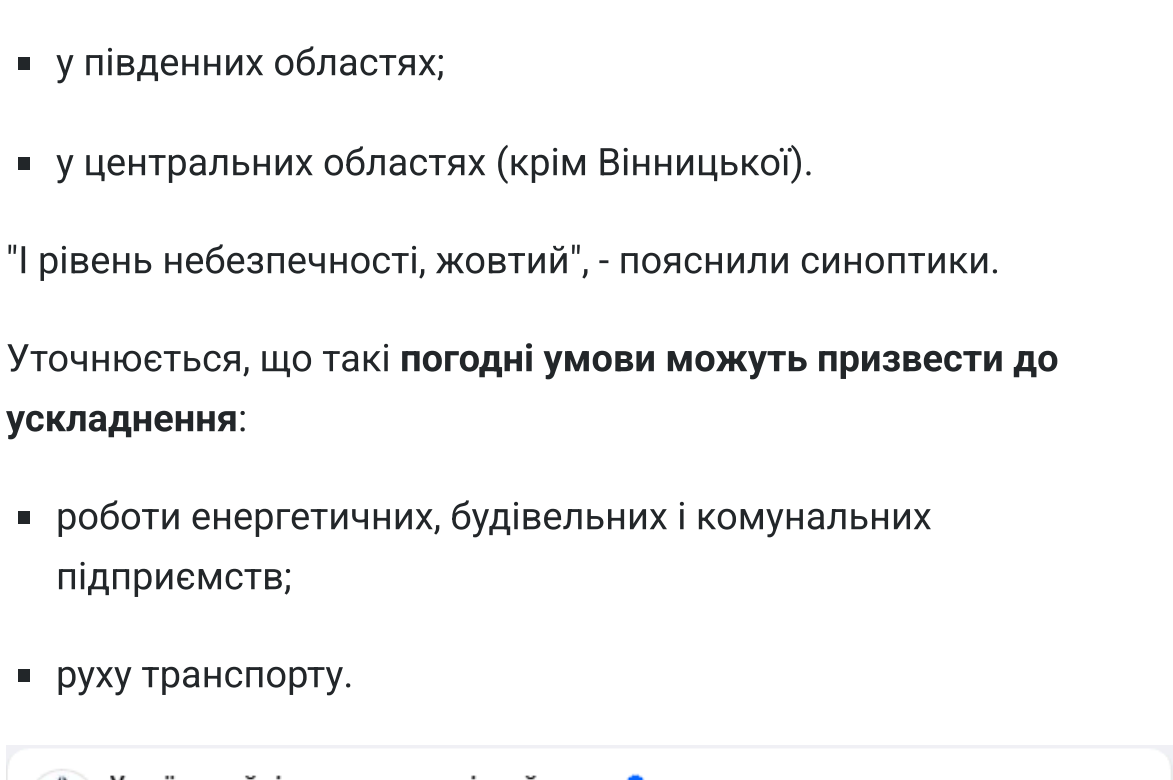 ▪ у південних областях;
▪ у центральних областях (крім Вінницької).
"І рівень небезпечності, жовтий", - пояснили синоптики.
Уточнюється, що такі погодні умови можуть призвести до
ускладнення:
▪ роботи енергетичних, будівельних і комунальних
підприємств;
▪ руху транспорту.